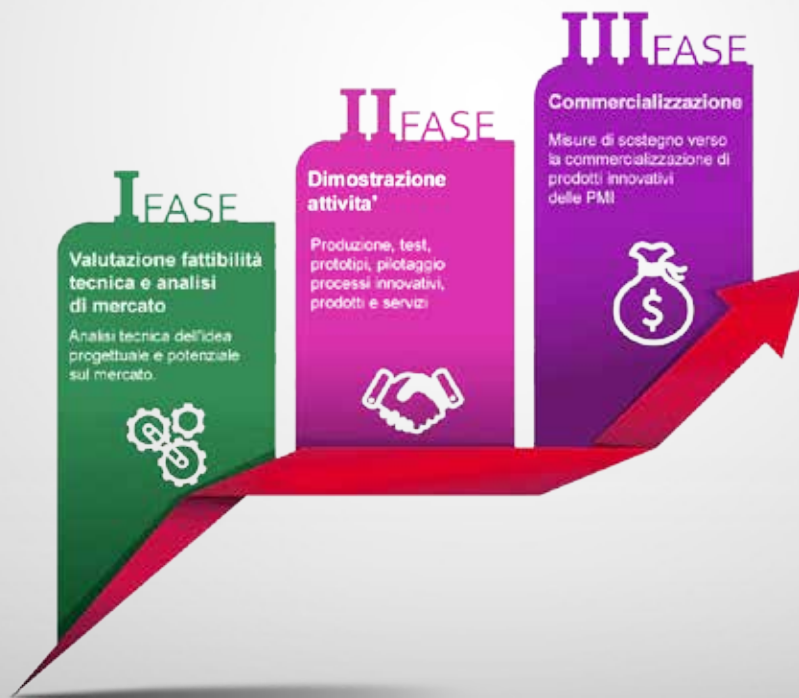 I FASE
Valutazione fattibilità
tecnica e analisi
di mercato
Analisi tecnica dell'idea
progettuale e potenziale
sul mercato.
II FASE
Dimostrazione
attivita'
Produzione, test,
prototipi, pilotaggio
processi innovativi,
prodotti e servizi
III FASE
Commercializzazione
Misure di sostegno verso
la commercializzazione di
prodotti innovativi
delle PMI
$